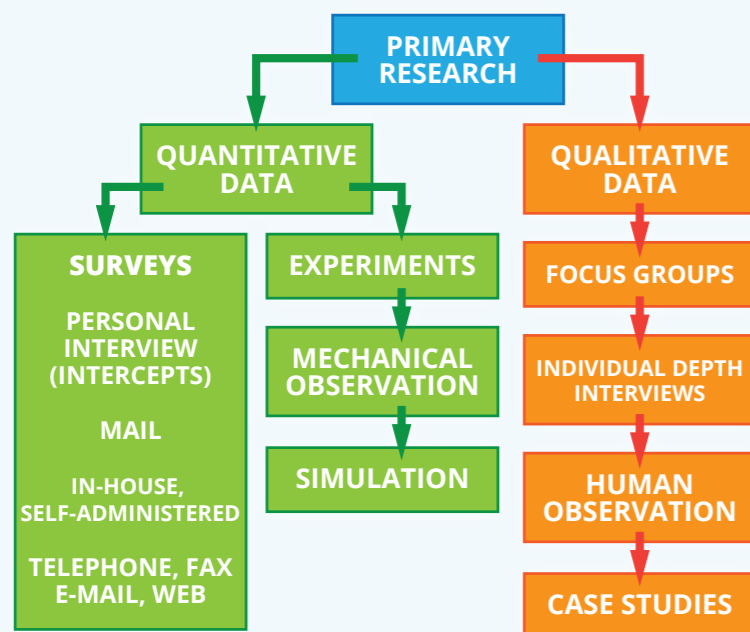 PRIMARY
RESEARCH
QUANTITATIVE
DATA
QUALITATIVE
DATA
SURVEYS
PERSONAL
INTERVIEW
(INTERCEPTS)
MAIL
IN-HOUSE,
SELF-ADMINISTERED
TELEPHONE, FAX
E-MAIL, WEB
EXPERIMENTS
MECHANICAL
OBSERVATION
SIMULATION
FOCUS GROUPS
INDIVIDUAL DEPTH
INTERVIEWS
HUMAN
OBSERVATION
CASE STUDIES